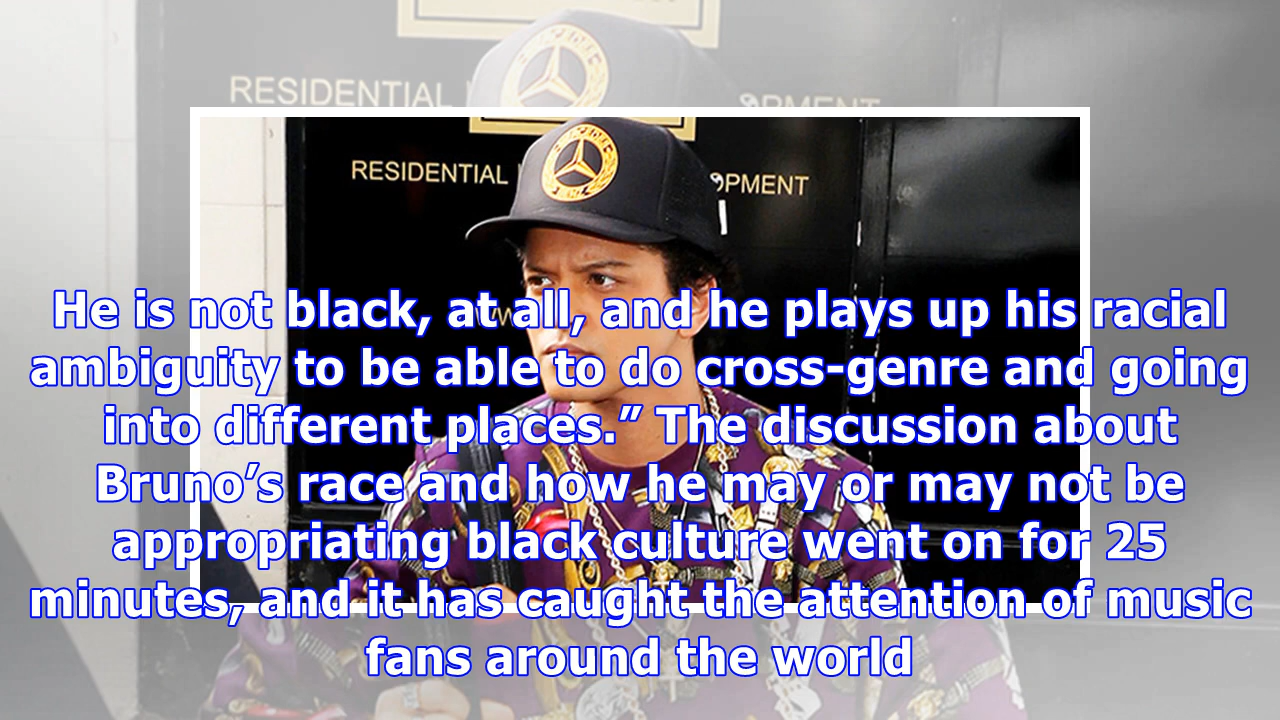 RESIDENTIAL
OPMENT
RESIDENTIAL
OPMENT
He is not black, at all, and he plays up his racial
ambiguity to be able to do cross-genre and going
into different places.” The discussion about
Bruno’s race and how he may or may not be
appropriating black culture went on for 25
minutes, and it has caught the attention of music
fans around the world